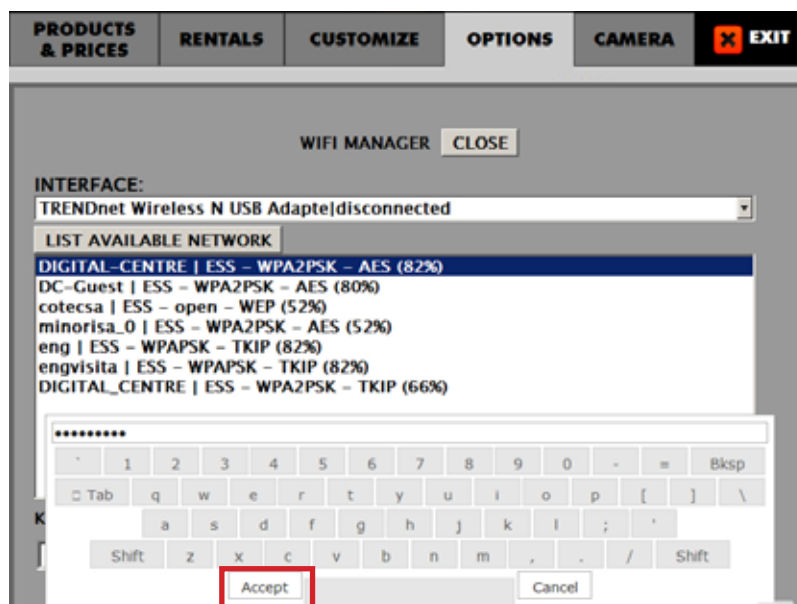 PRODUCTS & PRICES RENTALS CUSTOMIZE OPTIONS CAMERA EXIT
WIFI MANAGER CLOSE
INTERFACE:
TRENDnet Wireless N USB Adapte|disconnected
LIST AVAILABLE NETWORK
DIGITAL-CENTRE | ESS - WPA2PSK - AES (82%)
DC-Guest | ESS - WPA2PSK - AES (80%)
cotecsa | ESS - open - WEP (52%)
minorisa_0 | ESS - WPA2PSK - AES (52%)
eng | ESS - WPAPSK - TKIP (82%)
engvisita | ESS - WPAPSK - TKIP (82%)
DIGITAL_CENTRE | ESS - WPA2PSK - TKIP (66%)
•••••••••
` 1 2 3 4 5 6 7 8 9 0 - = Bksp
Tab q w e r t y u i o p [ ] \
K
a s d f g h j k l ; '
Shift z x c v b n m , . / Shift
Accept Cancel